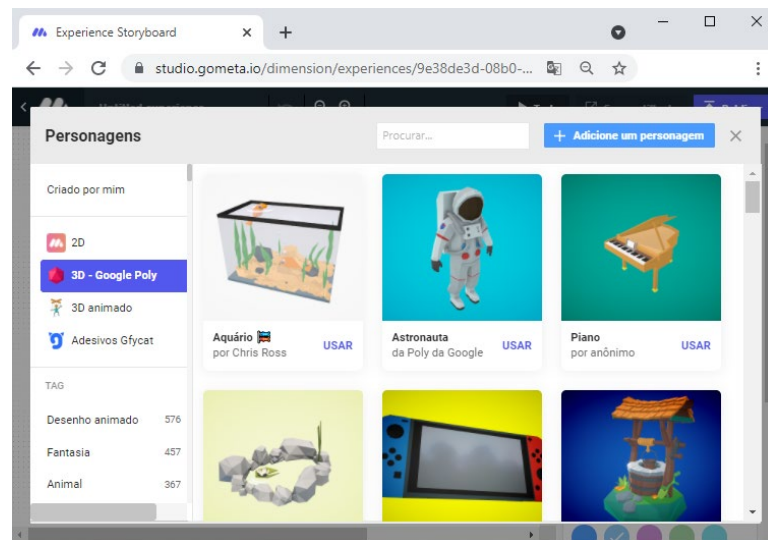 Experience Storyboard
studio.gometa.io/dimension/experiences/9e38de3d-08b0-...
Personagens
Procurar...
+ Adicione um personagem
Criado por mim
2D
3D - Google Poly
3D animado
Adesivos Gfycat
TAG
Desenho animado 576
Fantasia 457
Animal 367
Aquário
por Chris Ross
USAR
Astronauta
da Poly da Google
USAR
Piano
por anônimo
USAR